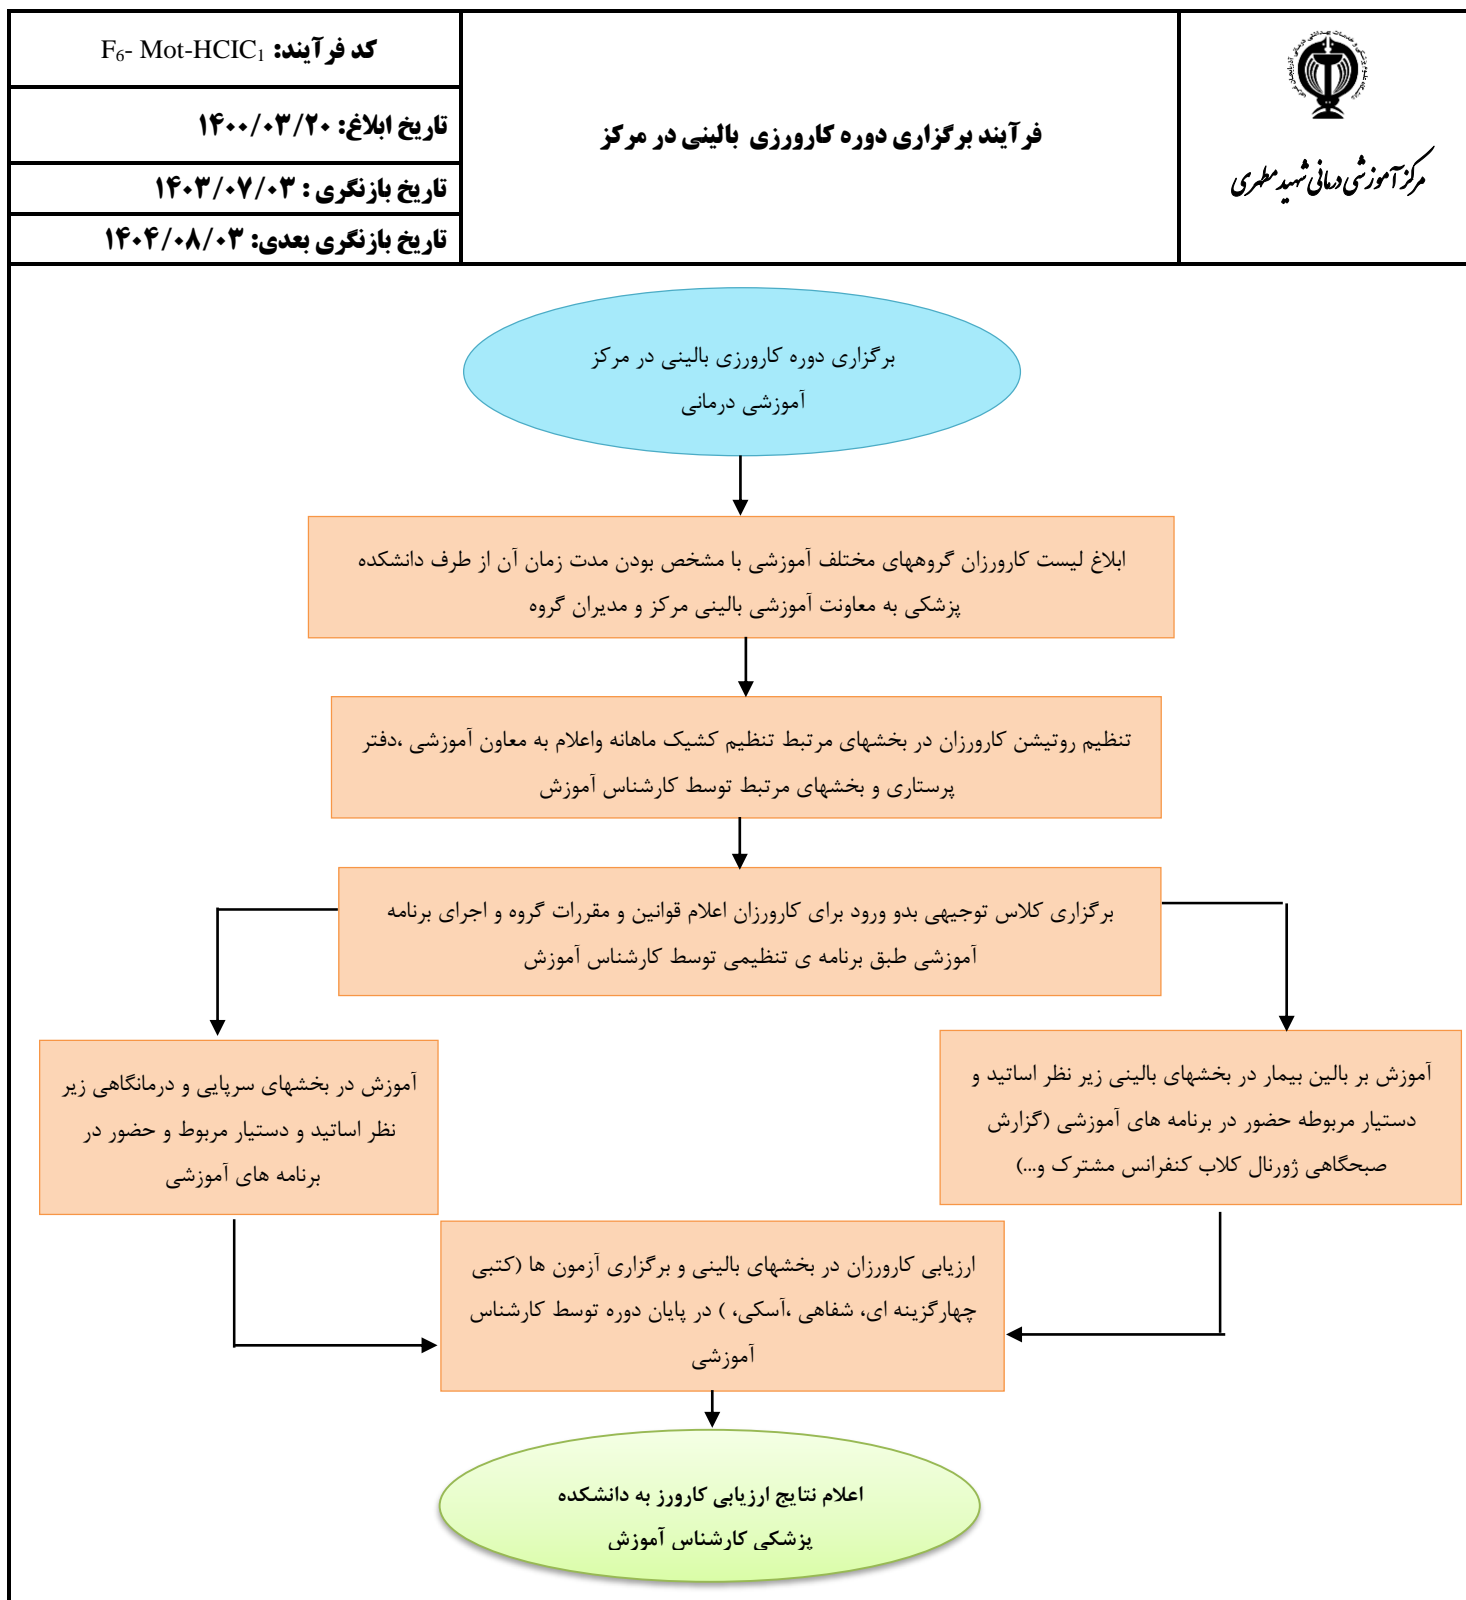 مرکز آموزشی درمانی شهید مطهری
فرآیند برگزاری دوره کارورزی بالینی در مرکز
کد فرآیند: F6- Mot-HCIC1
تاریخ ابلاغ: ۱۴۰۰/۰۳/۲۰
تاریخ بازنگری : ۱۴۰۳/۰۷/۰۳
تاریخ بازنگری بعدی: ۱۴۰۴/۰۸/۰۳
برگزاری دوره کارورزی بالینی در مرکز
آموزشی درمانی
ابلاغ لیست کارورزان گروههای مختلف آموزشی با مشخص بودن مدت زمان آن از طرف دانشکده
پزشکی به معاونت آموزشی بالینی مرکز و مدیران گروه
تنظیم روتیشن کارورزان در بخشهای مرتبط تنظیم کشیک ماهانه واعلام به معاون آموزشی ،دفتر
پرستاری و بخشهای مرتبط توسط کارشناس آموزش
برگزاری کلاس توجیهی بدو ورود برای کارورزان اعلام قوانین و مقررات گروه و اجرای برنامه
آموزشی طبق برنامه ی تنظیمی توسط کارشناس آموزش
آموزش بر بالین بیمار در بخشهای بالینی زیر نظر اساتید و
دستیار مربوطه حضور در برنامه های آموزشی (گزارش
صبحگاهی ژورنال کلاب کنفرانس مشترک و...)
آموزش در بخشهای سرپایی و درمانگاهی زیر
نظر اساتید و دستیار مربوط و حضور در
برنامه های آموزشی
ارزیابی کارورزان در بخشهای بالینی و برگزاری آزمون ها (کتبی
چهارگزینه ای، شفاهی ،آسکی، ) در پایان دوره توسط کارشناس
آموزشی
اعلام نتایج ارزیابی کارورز به دانشکده
پزشکی کارشناس آموزش